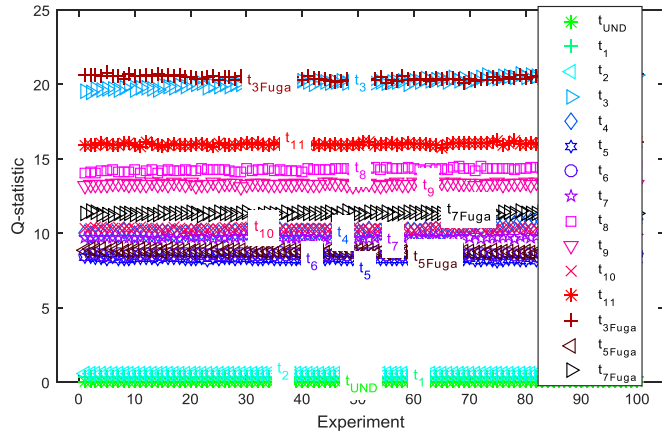 25
20
15
10
5
0
Q-statistic
t3Fuga
t3
t11
t8
t9
t7Fuga
t10
t4
t7
t6
t5
t5Fuga
t2
tUND
t1
0 10 20 30 40 50 60 70 80 90 100
Experiment
tUND
t1
t2
t3
t4
t5
t6
t7
t8
t9
t10
t11
t3Fuga
t5Fuga
t7Fuga